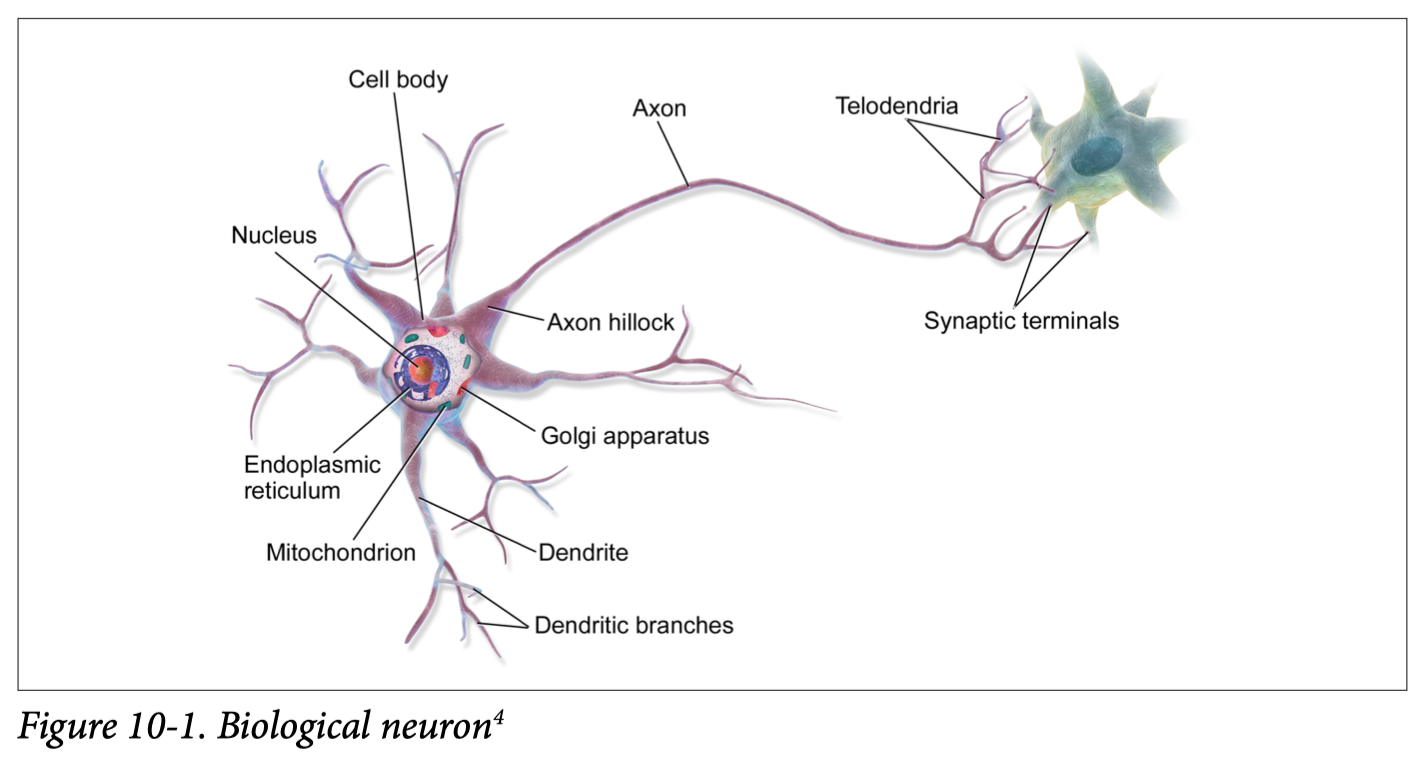 Cell body
Axon
Telodendria
Nucleus
Axon hillock
Synaptic terminals
Golgi apparatus
Endoplasmic
reticulum
Mitochondrion
Dendrite
Dendritic branches
Figure 10-1. Biological neuron⁴